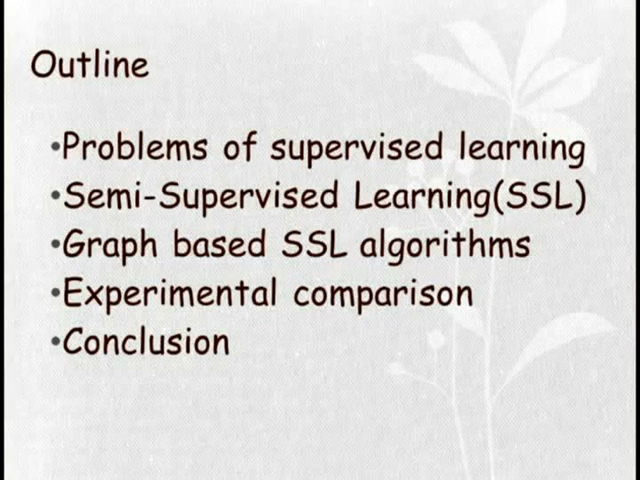 Outline
•Problems of supervised learning
•Semi-Supervised Learning(SSL)
•Graph based SSL algorithms
•Experimental comparison
•Conclusion